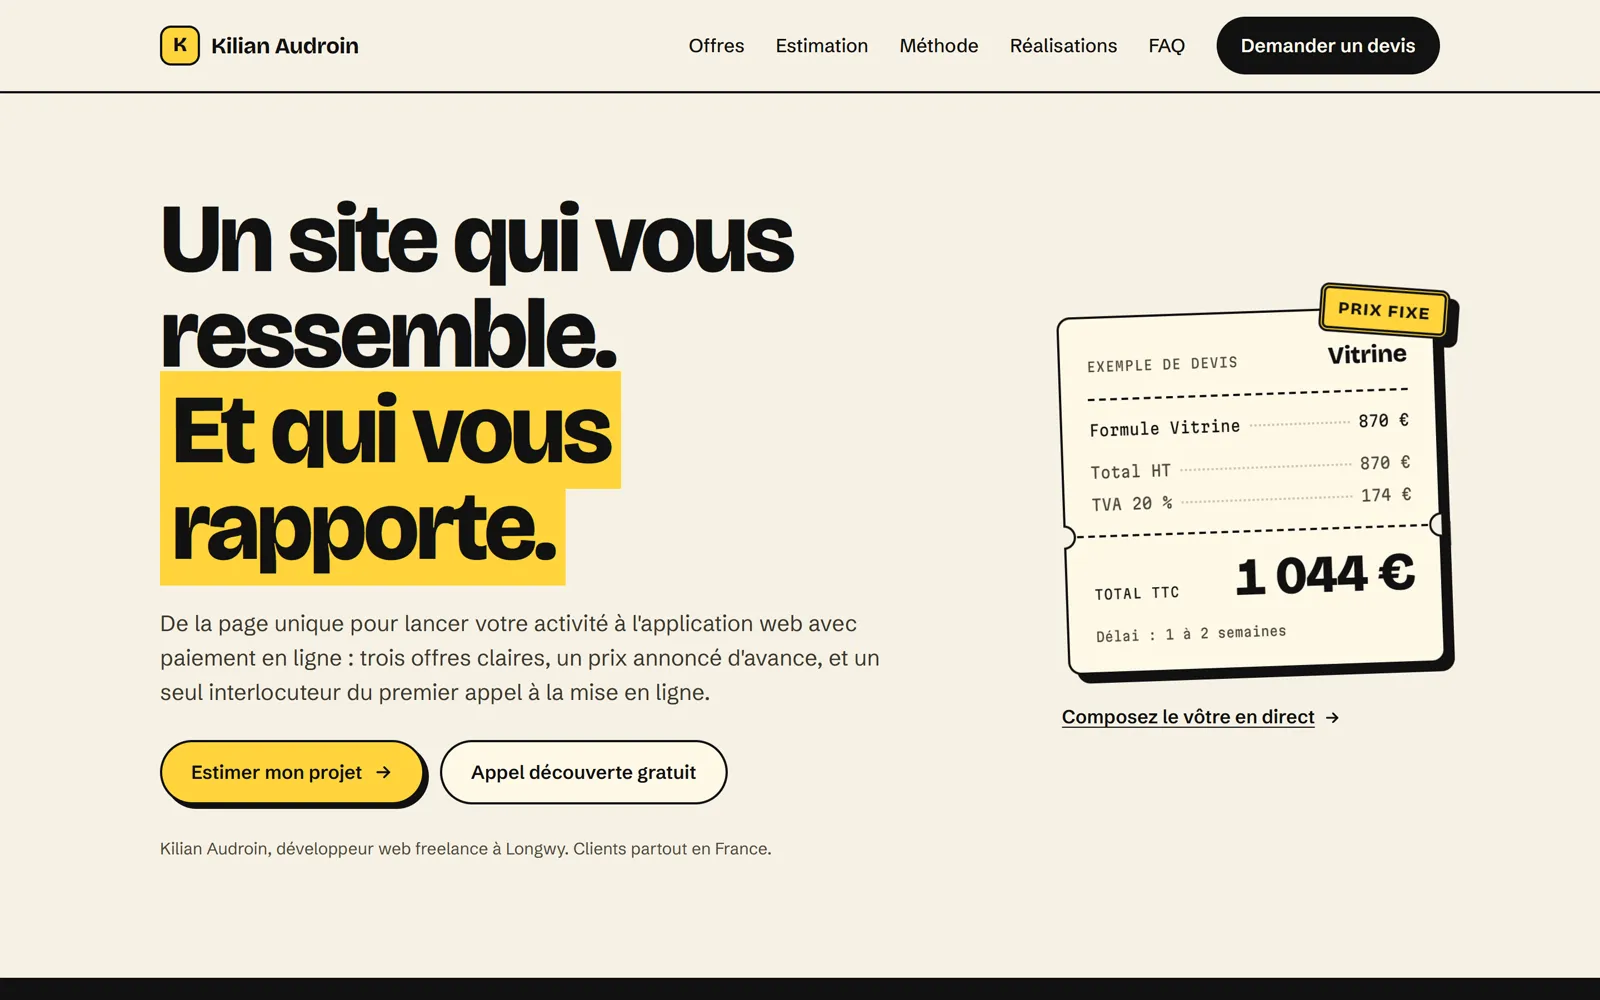 K
Kilian Audroin
Offres
Estimation
Méthode
Réalisations
FAQ
Demander un devis
Un site qui vous
ressemble.
Et qui vous
rapporte.
De la page unique pour lancer votre activité à l'application web avec
paiement en ligne : trois offres claires, un prix annoncé d'avance, et un
seul interlocuteur du premier appel à la mise en ligne.
Estimer mon projet →
Appel découverte gratuit
Kilian Audroin, développeur web freelance à Longwy. Clients partout en France.
PRIX FIXE
EXEMPLE DE DEVIS
Vitrine
Formule Vitrine 870 €
Total HT 870 €
TVA 20 % 174 €
TOTAL TTC 1 044 €
Délai : 1 à 2 semaines
Composez le vôtre en direct →